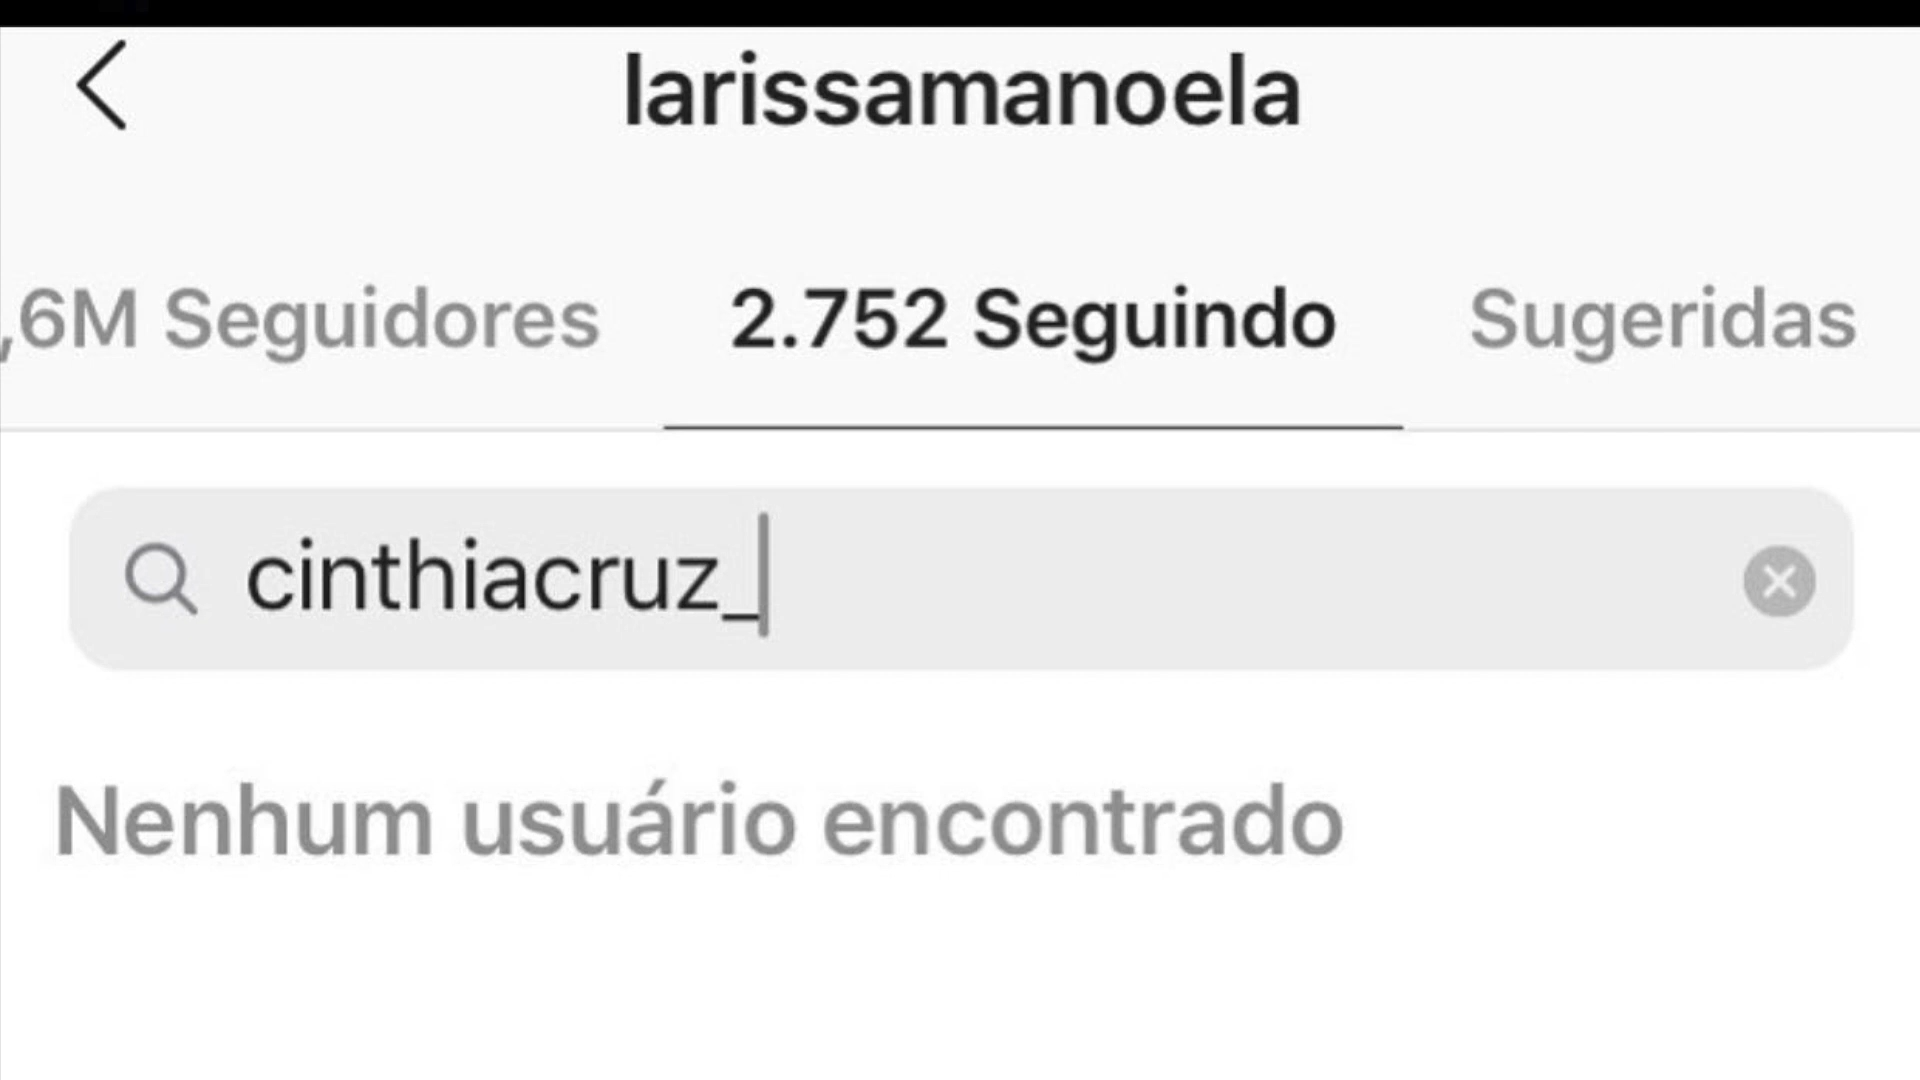 larissamanoela
,6M Seguidores 2.752 Seguindo Sugeridas
cinthiacruz_
Nenhum usuário encontrado